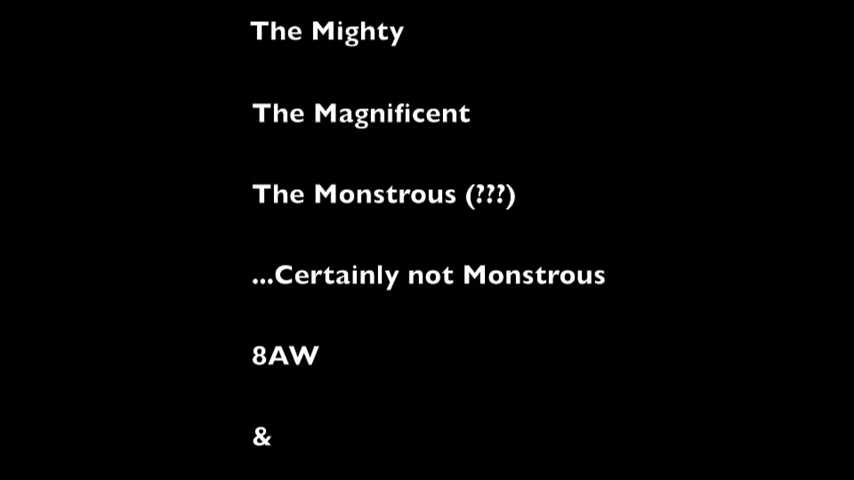 The Mighty
The Magnificent
The Monstrous (???)
...Certainly not Monstrous
8AW
&